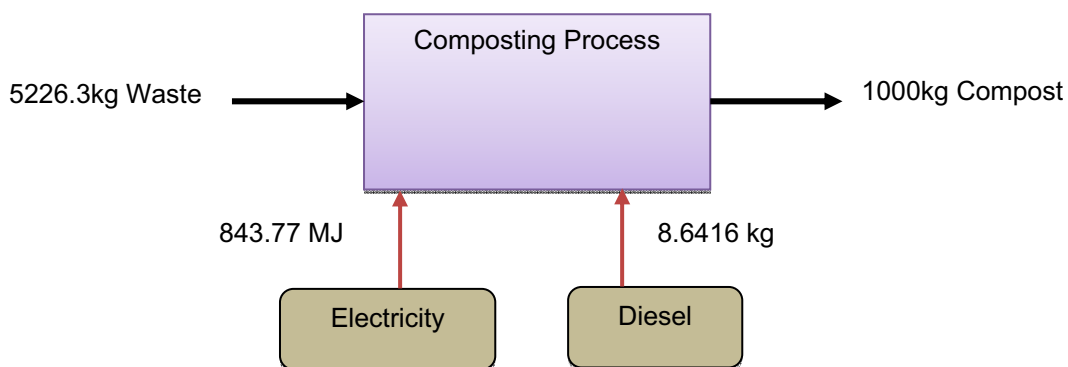 Composting Process
5226.3kg Waste
1000kg Compost
843.77 MJ
8.6416 kg
Electricity
Diesel